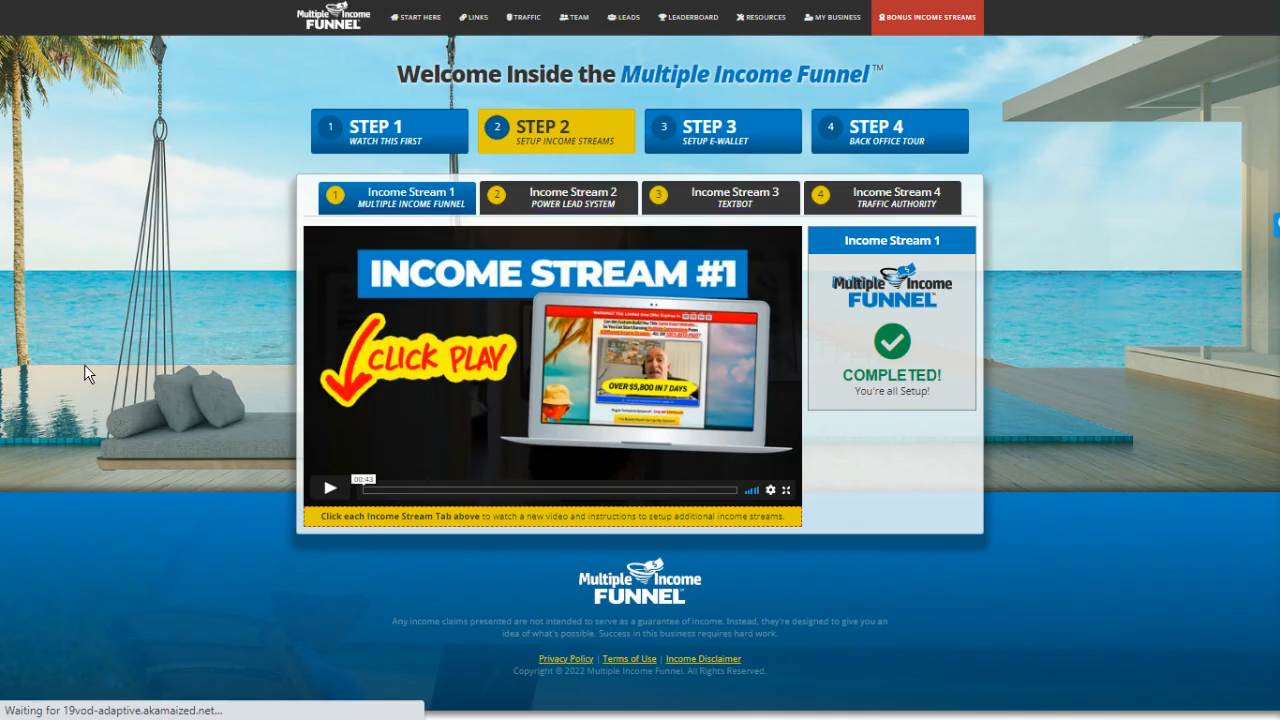 Multiple Income
FUNNEL
START HERE
LINKS
TRAFFIC
TEAM
LEADS
LEADERBOARD
RESOURCES
MY BUSINESS
BONUS INCOME STREAMS
Welcome Inside the Multiple Income Funnel™
1 STEP 1
WATCH THIS FIRST
2 STEP 2
SETUP INCOME STREAMS
3 STEP 3
SETUP E-WALLET
4 STEP 4
BACK OFFICE TOUR
1 Income Stream 1
MULTIPLE INCOME FUNNEL
2 Income Stream 2
POWER LEAD SYSTEM
3 Income Stream 3
TEXTBOT
4 Income Stream 4
TRAFFIC AUTHORITY
INCOME STREAM #1
CLICK PLAY
OVER $5,800 IN 7 DAYS
00:43
Click each Income Stream Tab above to watch a new video and instructions to setup additional income streams.
Income Stream 1
Multiple Income
FUNNEL
COMPLETED!
You're all Setup!
Multiple Income
FUNNEL
Any income claims presented are not intended to serve as a guarantee of income. Instead, they're designed to give you an
idea of what's possible. Success in this business requires hard work.
Privacy Policy | Terms of Use | Income Disclaimer
Copyright © 2022 Multiple Income Funnel. All Rights Reserved.
Waiting for 19vod-adaptive.akamaized.net...